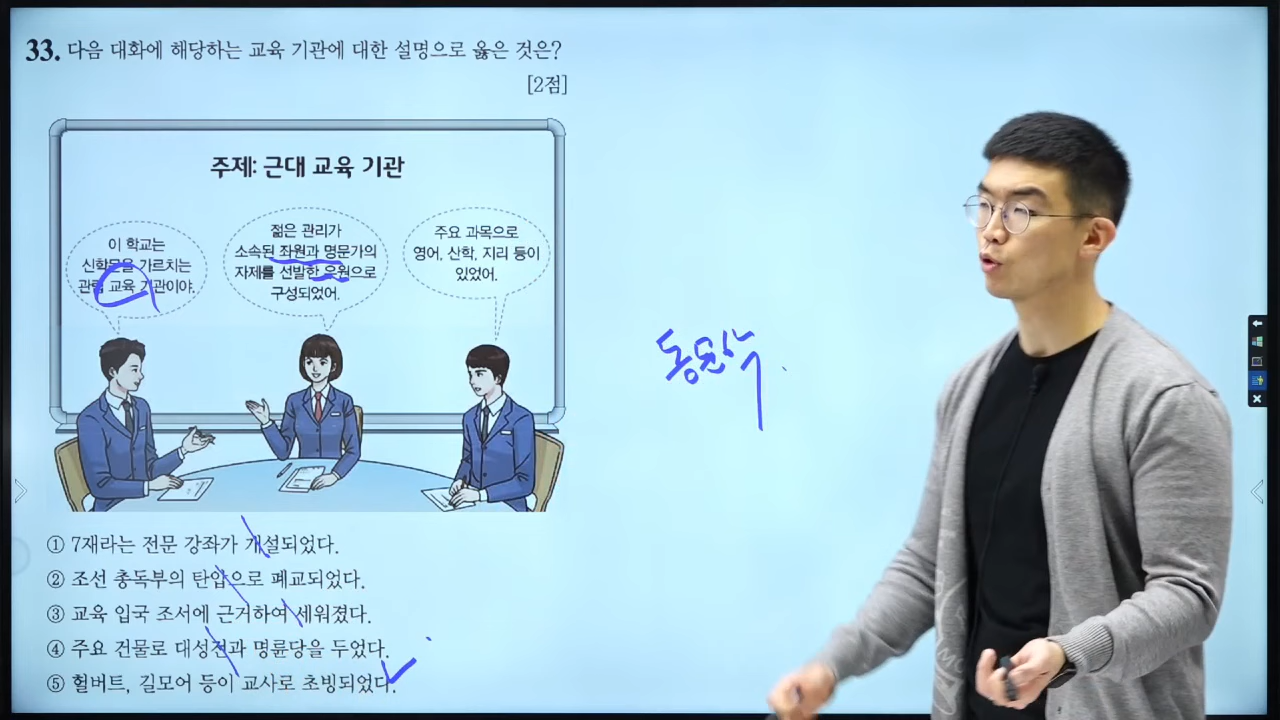 33. 다음 대화에 해당하는 교육 기관에 대한 설명으로 옳은 것은?
[2점]
주제: 근대 교육 기관
이 학교는
신학문을 가르치는
관립 교육 기관이야.
젊은 관리가
소속된 좌원과 명문가의
자제를 선발한 우원으로
구성되었어.
주요 과목으로
영어, 산학, 지리 등이
있었어.
① 7재라는 전문 강좌가 개설되었다.
② 조선 총독부의 탄압으로 폐교되었다.
③ 교육 입국 조서에 근거하여 세워졌다.
④ 주요 건물로 대성전과 명륜당을 두었다.
⑤ 헐버트, 길모어 등이 교사로 초빙되었다.